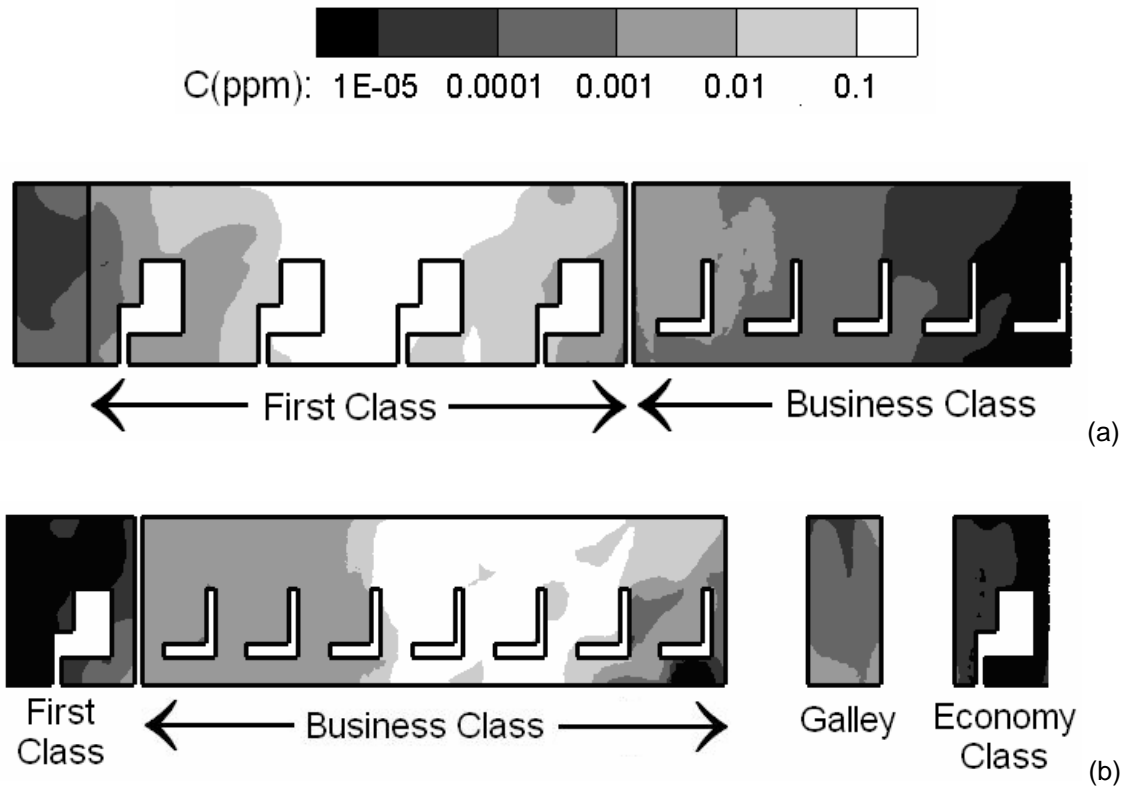 C(ppm): 1E-05 0.0001 0.001 0.01 0.1
First Class
Business Class
(a)
First
Class
Business Class
Galley
Economy
Class
(b)